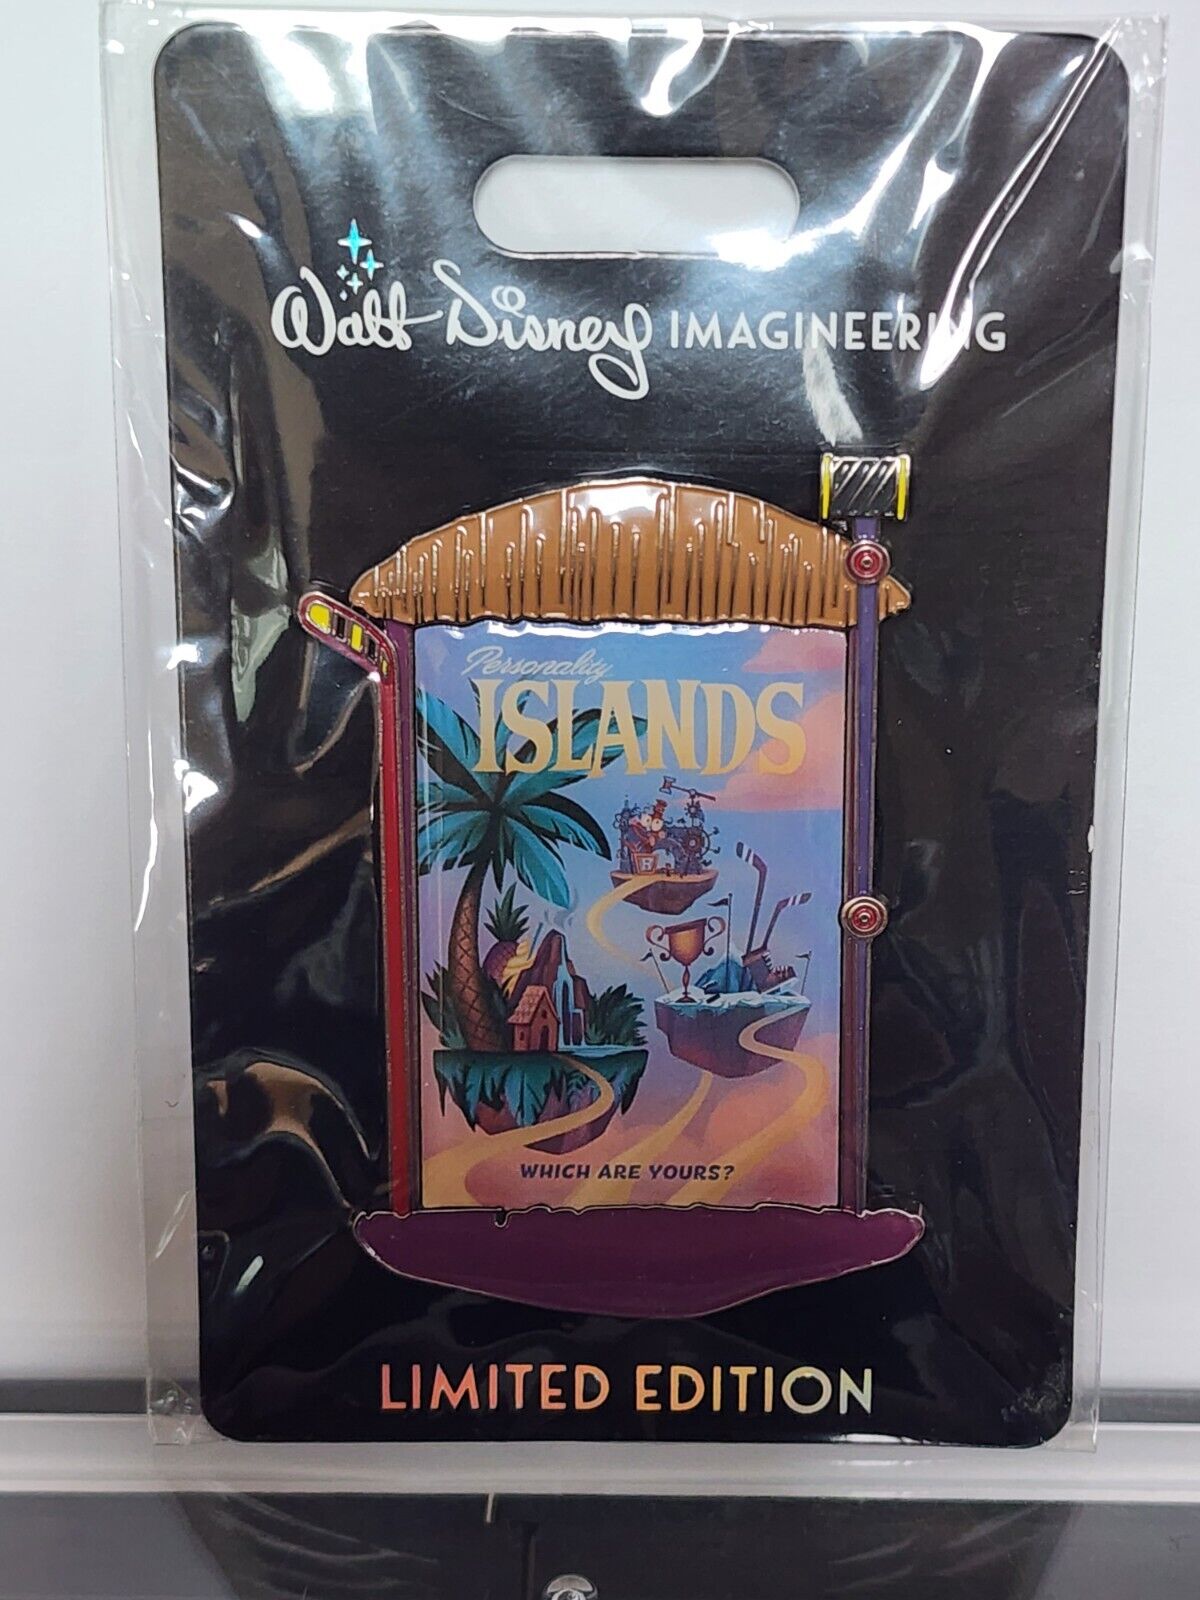 Walt Disney IMAGINEERING
Personality
ISLANDS
WHICH ARE YOURS?
LIMITED EDITION